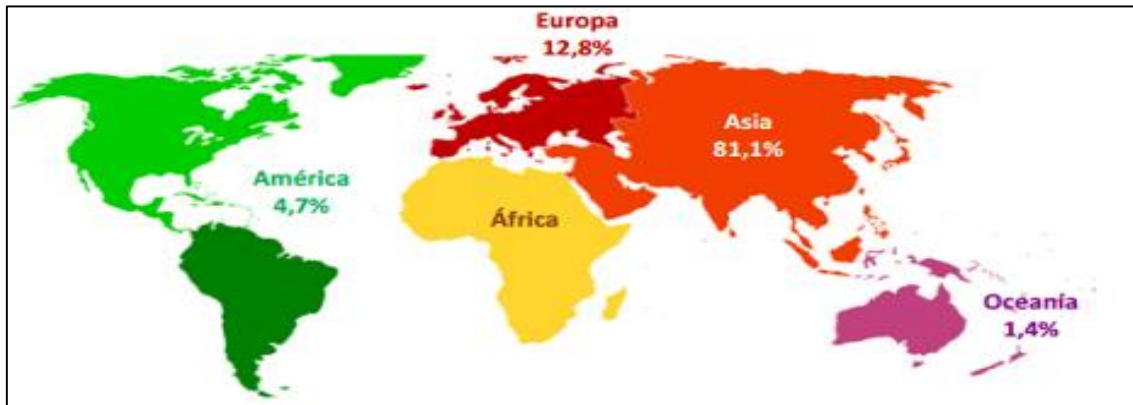 Europa
12,8%
Asia
81,1%
América
4,7%
África
Oceanía
1,4%